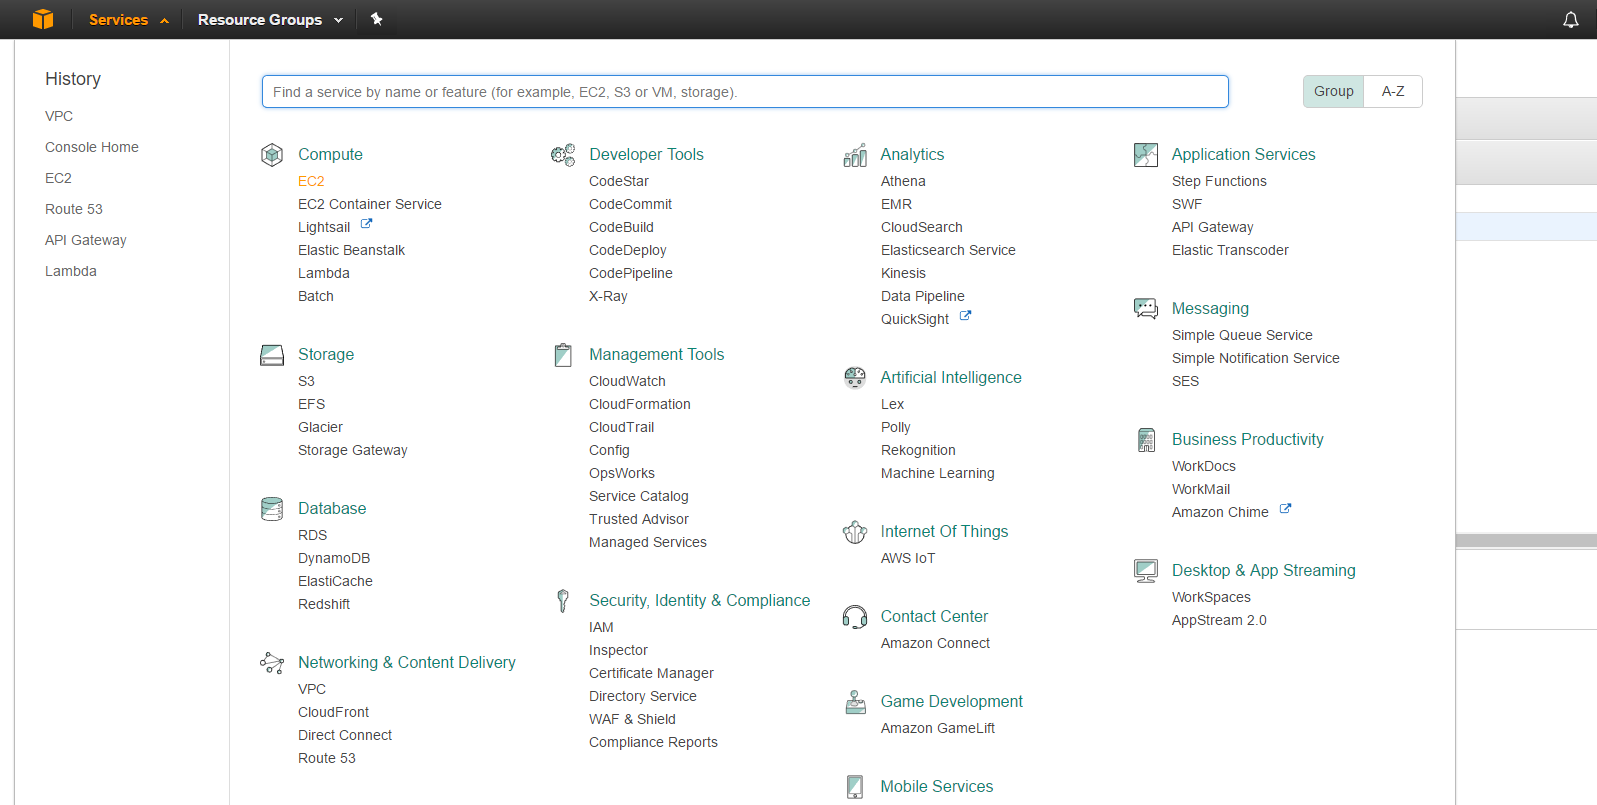 Services
Resource Groups
History
VPC
Console Home
EC2
Route 53
API Gateway
Lambda
Find a service by name or feature (for example, EC2, S3 or VM, storage).
Group
A-Z
Compute
EC2
EC2 Container Service
Lightsail
Elastic Beanstalk
Lambda
Batch
Storage
S3
EFS
Glacier
Storage Gateway
Database
RDS
DynamoDB
ElastiCache
Redshift
Networking & Content Delivery
VPC
CloudFront
Direct Connect
Route 53
Developer Tools
CodeStar
CodeCommit
CodeBuild
CodeDeploy
CodePipeline
X-Ray
Management Tools
CloudWatch
CloudFormation
CloudTrail
Config
OpsWorks
Service Catalog
Trusted Advisor
Managed Services
Security, Identity & Compliance
IAM
Inspector
Certificate Manager
Directory Service
WAF & Shield
Compliance Reports
Analytics
Athena
EMR
CloudSearch
Elasticsearch Service
Kinesis
Data Pipeline
QuickSight
Artificial Intelligence
Lex
Polly
Rekognition
Machine Learning
Internet Of Things
AWS IoT
Contact Center
Amazon Connect
Game Development
Amazon GameLift
Mobile Services
Application Services
Step Functions
SWF
API Gateway
Elastic Transcoder
Messaging
Simple Queue Service
Simple Notification Service
SES
Business Productivity
WorkDocs
WorkMail
Amazon Chime
Desktop & App Streaming
WorkSpaces
AppStream 2.0